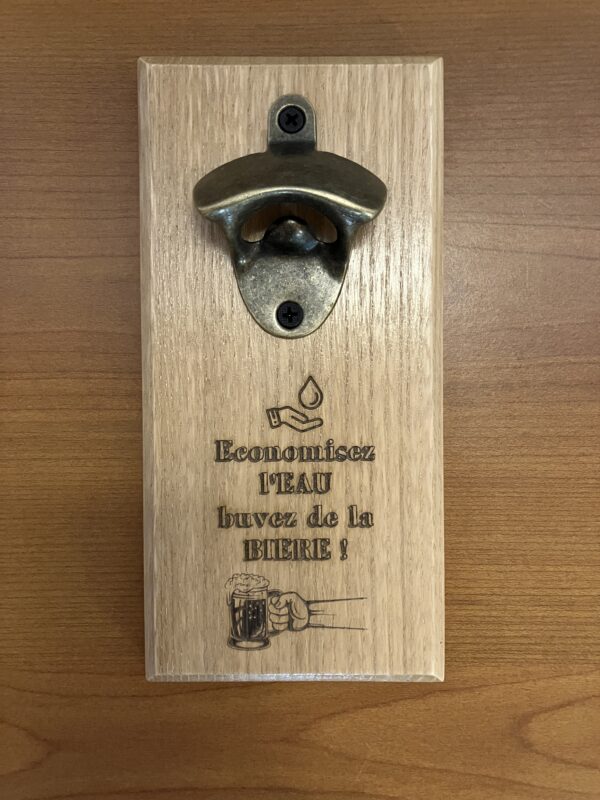 Economisez
l'EAU
buvez de la
BIERE !